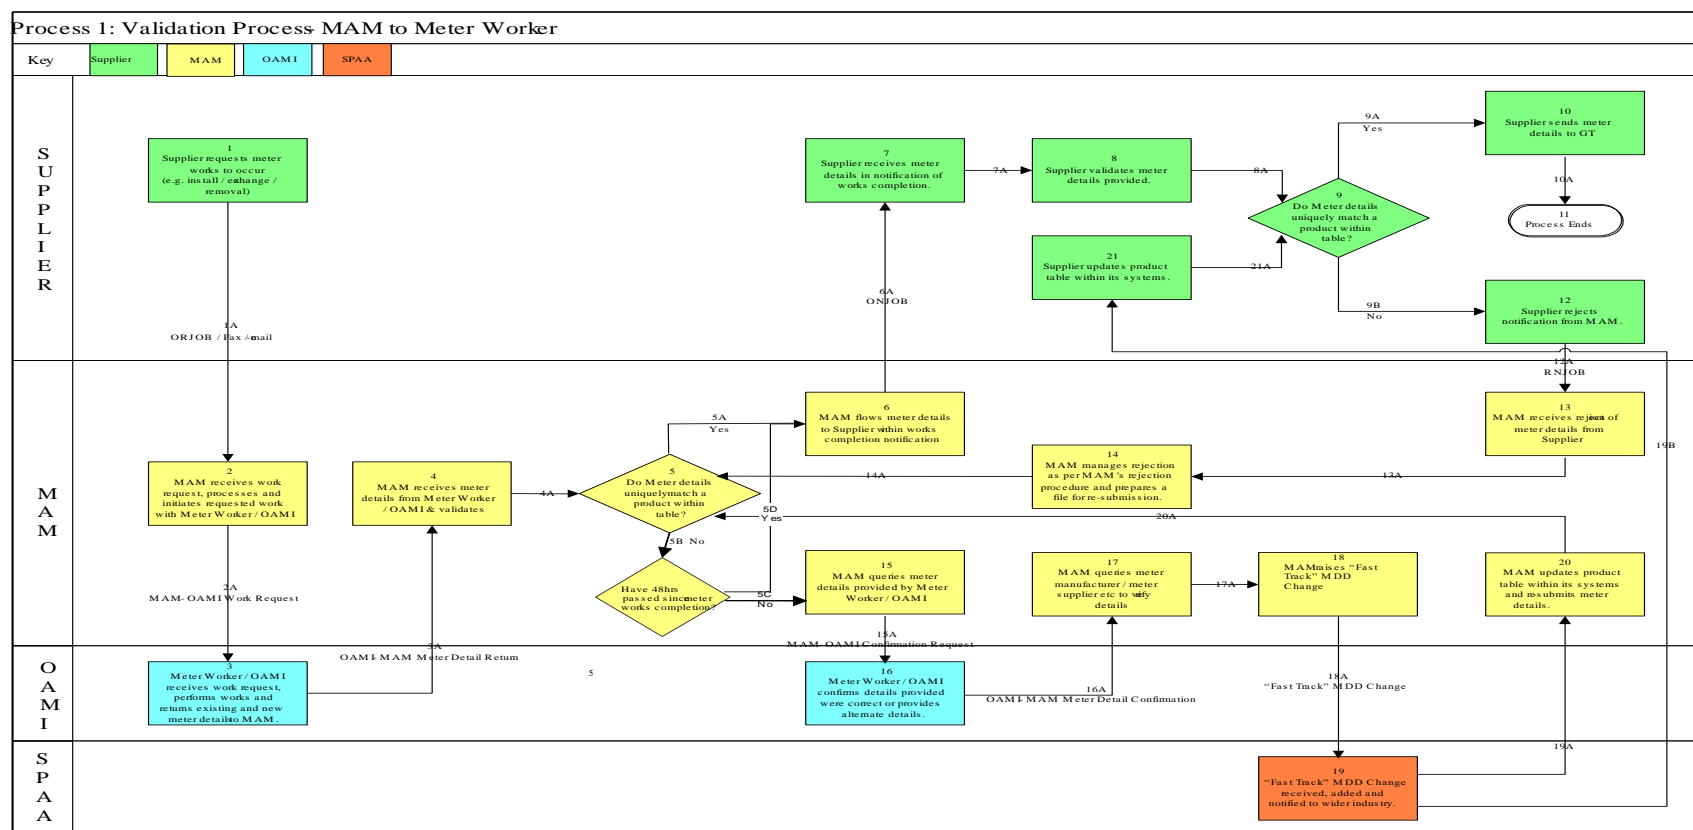 Process 1: Validation Process- MAM to Meter Worker
Key
Supplier
MAM
OAMI
SPAA
SUPPLIER
1
Supplier requests meter
works to occur
(e.g. install / exchange /
removal)
1A
ORJOB / Fax /-email
7
Supplier receives meter
details in notification of
works completion.
7A
8
Supplier validates meter
details provided.
8A
9
Do Meter details
uniquely match a
product within
table?
9A
Yes
10
Supplier sends meter
details to GT
10A
11
Process Ends
21
Supplier updates product
table within its systems.
21A
9B
No
12
Supplier rejects
notification from MAM.
6A
ONJOB
12A
RNJOB
MAM
2
MAM receives work
request, processes and
initiates requested work
with Meter Worker / OAMI
2A
MAM- OAMI Work Request
4
MAM receives meter
details from Meter Worker
/ OAMI & validates
4A
5
Do Meter details
uniquely match a
product within
table?
5A
Yes
5B No
Have 48hrs
passed since meter
works completion?
5C
No
5D
Yes
6
MAM flows meter details
to Supplier within works
completion notification
13
MAM receives rejection of
meter details from
Supplier
13A
14
MAM manages rejection
as per MAM's rejection
procedure and prepares a
file for re-submission.
14A
19B
20A
15
MAM queries meter
details provided by Meter
Worker / OAMI
15A
MAM- OAMI Confirmation Request
17
MAM queries meter
manufacturer / meter
supplier etc to verify
details
17A
18
MAM raises “Fast
Track” MDD
Change
20
MAM updates product
table within its systems
and re-submits meter
details.
OAMI
3
Meter Worker / OAMI
receives work request,
performs works and
returns existing and new
meter details to MAM.
3A
OAMI- MAM Meter Detail Return
5
16
Meter Worker / OAMI
confirms details provided
were correct or provides
alternate details.
16A
OAMI- MAM Meter Detail Confirmation
18A
“Fast Track” MDD Change
19A
SPAA
19
“Fast Track” MDD Change
received, added and
notified to wider industry.